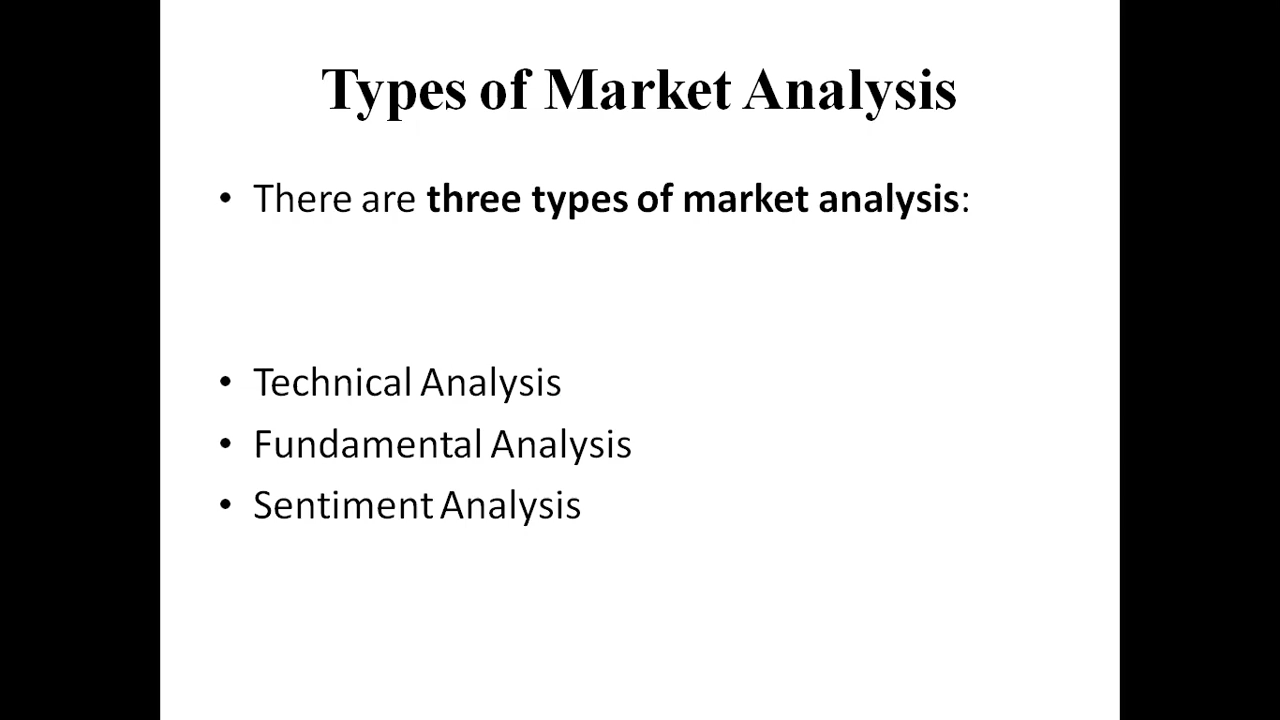 Types of Market Analysis
• There are three types of market analysis:
• Technical Analysis
• Fundamental Analysis
• Sentiment Analysis